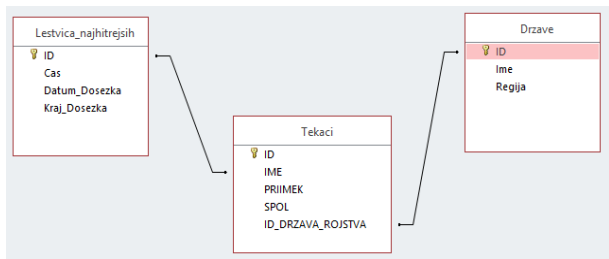 Lestvica_najhitrejsih
ID
Cas
Datum_Dosezka
Kraj_Dosezka
Tekaci
ID
IME
PRIIMEK
SPOL
ID_DRZAVA_ROJSTVA
Drzave
ID
Ime
Regija